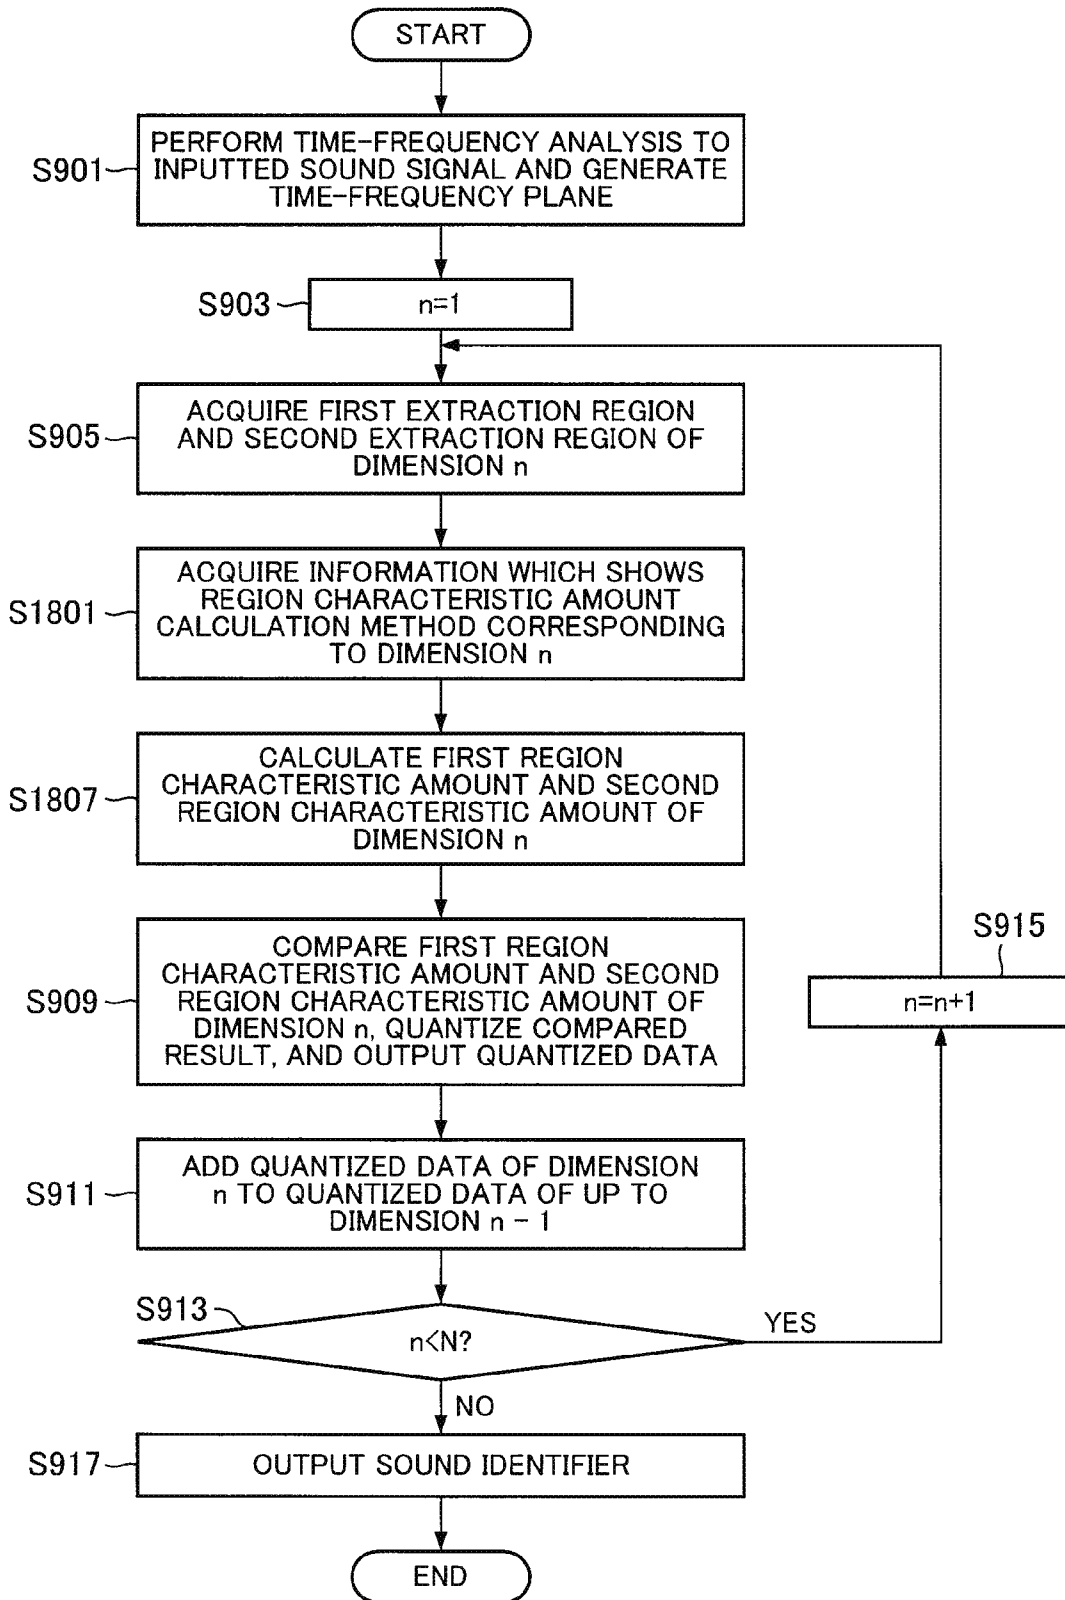 START
S901
PERFORM TIME-FREQUENCY ANALYSIS TO
INPUTTED SOUND SIGNAL AND GENERATE
TIME-FREQUENCY PLANE
S903
n=1
S905
ACQUIRE FIRST EXTRACTION REGION
AND SECOND EXTRACTION REGION OF
DIMENSION n
S1801
ACQUIRE INFORMATION WHICH SHOWS
REGION CHARACTERISTIC AMOUNT
CALCULATION METHOD CORRESPONDING
TO DIMENSION n
S1807
CALCULATE FIRST REGION
CHARACTERISTIC AMOUNT AND SECOND
REGION CHARACTERISTIC AMOUNT OF
DIMENSION n
S909
COMPARE FIRST REGION
CHARACTERISTIC AMOUNT AND SECOND
REGION CHARACTERISTIC AMOUNT OF
DIMENSION n, QUANTIZE COMPARED
RESULT, AND OUTPUT QUANTIZED DATA
S915
n=n+1
S911
ADD QUANTIZED DATA OF DIMENSION
n TO QUANTIZED DATA OF UP TO
DIMENSION n - 1
S913
n<N?
YES
NO
S917
OUTPUT SOUND IDENTIFIER
END